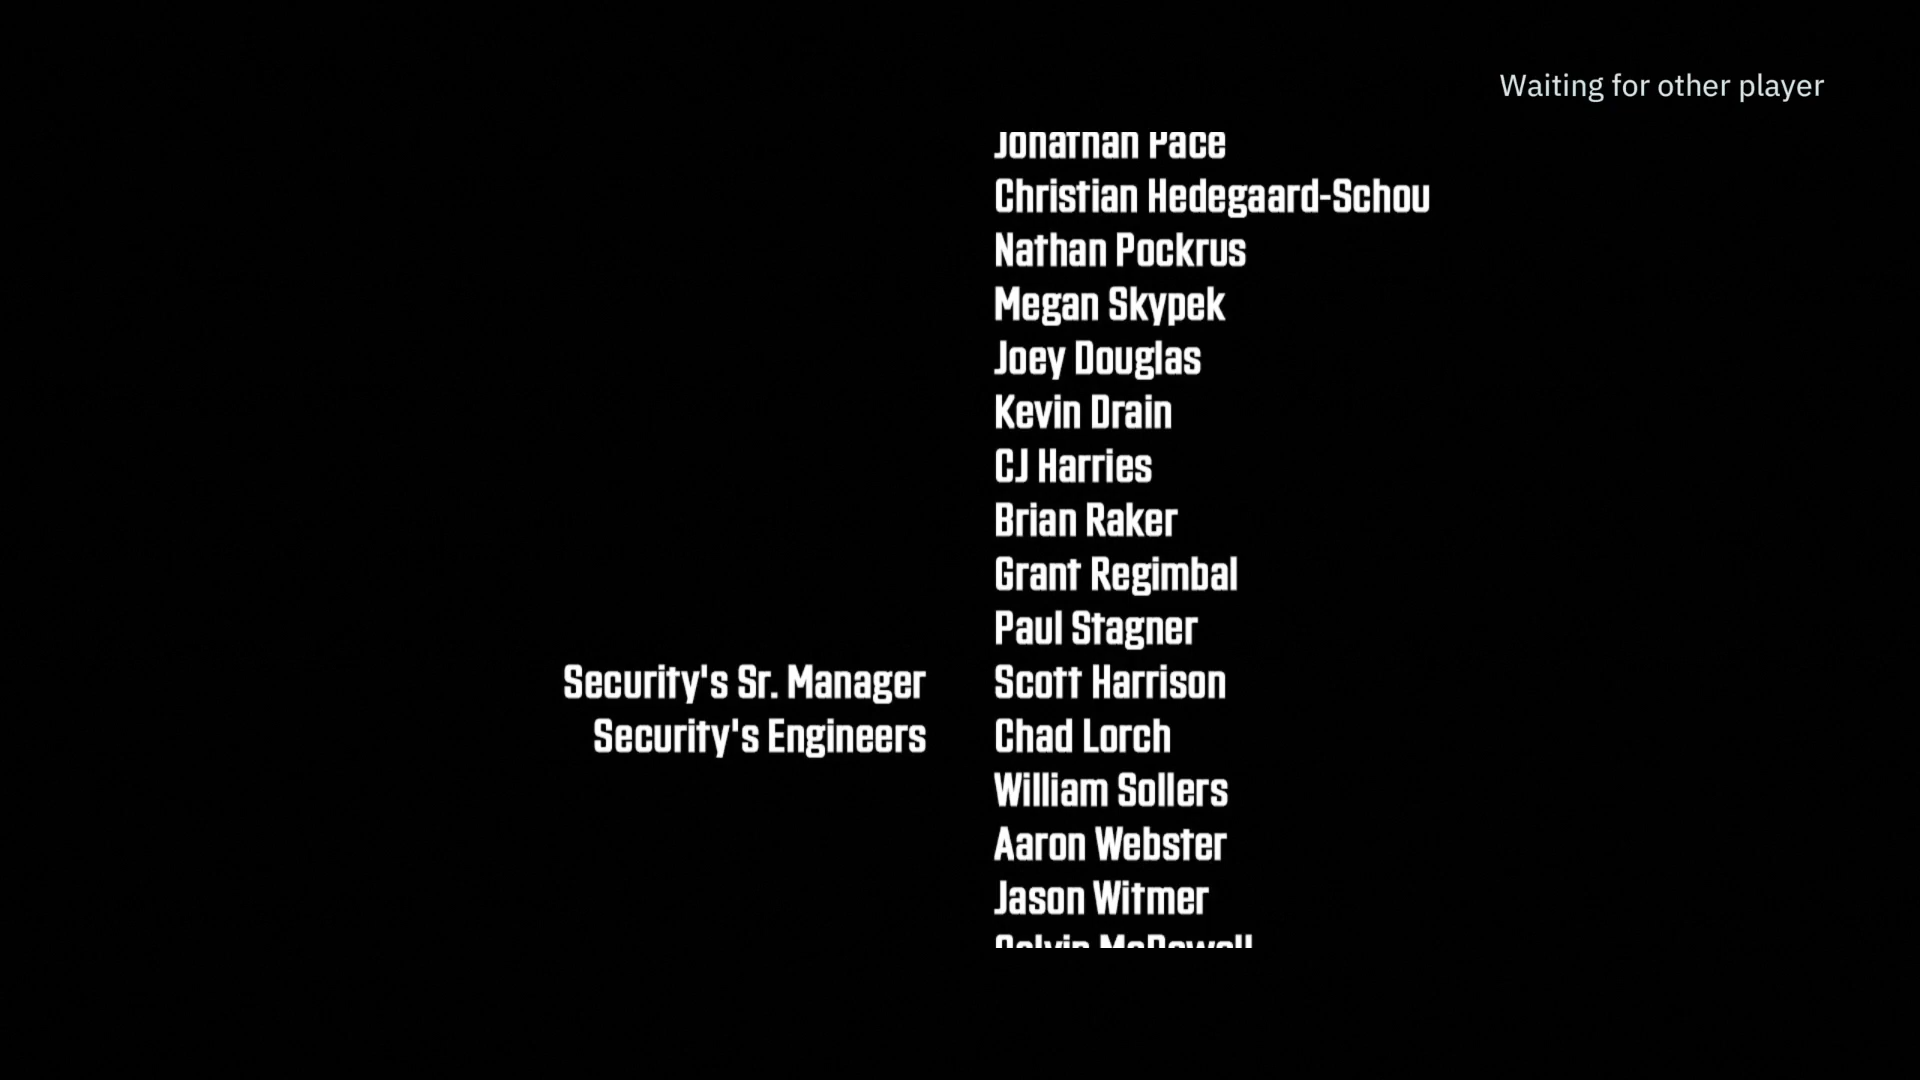 Waiting for other player
Jonathan Pace
Christian Hedegaard-Schou
Nathan Pockrus
Megan Skypek
Joey Douglas
Kevin Drain
CJ Harries
Brian Raker
Grant Regimbal
Paul Stagner
Security's Sr. Manager Scott Harrison
Security's Engineers Chad Lorch
William Sollers
Aaron Webster
Jason Witmer